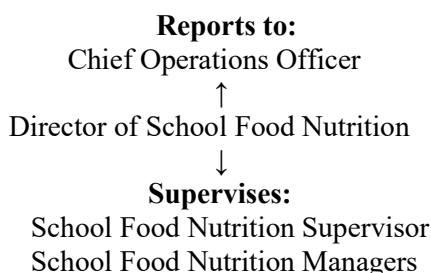 Reports to:
Chief Operations Officer
↑
Director of School Food Nutrition
↓
Supervises:
School Food Nutrition Supervisor
School Food Nutrition Managers